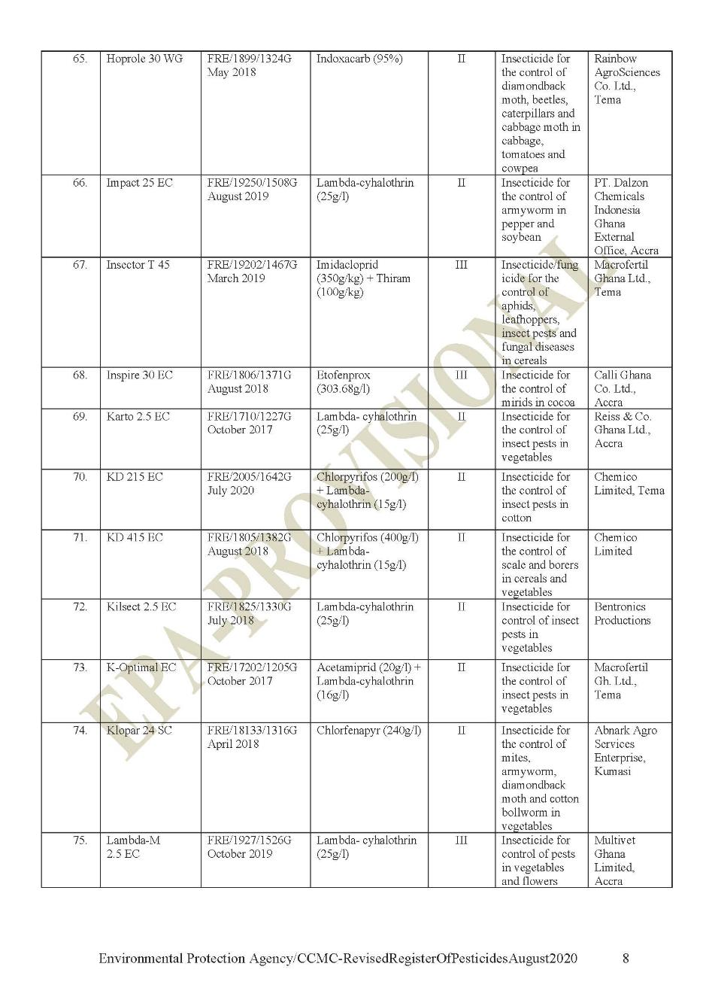 65. Hoprole 30 WG FRE/1899/1324G Indoxacarb (95%) II Insecticide for Rainbow
May 2018 the control of AgroSciences
diamondback Co. Ltd.,
moth, beetles, Tema
caterpillars and
cabbage moth in
cabbage,
tomatoes and
cowpea
66. Impact 25 EC FRE/19250/1508G Lambda-cyhalothrin II Insecticide for PT. Dalzon
August 2019 (25g/l) the control of Chemicals
armyworm in Indonesia
pepper and Ghana
soybean External
Office, Accra
67. Insector T 45 FRE/19202/1467G Imidacloprid III Insecticide/fung Macrofertil
March 2019 (350g/kg) + Thiram icide for the Ghana Ltd.,
(100g/kg) control of Tema
aphids,
leafhoppers,
insect pests and
fungal diseases
in cereals
68. Inspire 30 EC FRE/1806/1371G Etofenprox III Insecticide for Calli Ghana
August 2018 (303.68g/l) the control of Co. Ltd.,
mirids in cocoa Accra
69. Karto 2.5 EC FRE/1710/1227G Lambda- cyhalothrin II Insecticide for Reiss & Co.
October 2017 (25g/l) the control of Ghana Ltd.,
insect pests in Accra
vegetables
70. KD 215 EC FRE/2005/1642G Chlorpyrifos (200g/l) II Insecticide for Chemico
July 2020 + Lambda- the control of Limited, Tema
cyhalothrin (15g/l) insect pests in
cotton
71. KD 415 EC FRE/1805/1382G Chlorpyrifos (400g/l) II Insecticide for Chemico
August 2018 + Lambda- the control of Limited
cyhalothrin (15g/l) scale and borers
in cereals and
vegetables
72. Kilsect 2.5 EC FRE/1825/1330G Lambda-cyhalothrin II Insecticide for Bentronics
July 2018 (25g/l) control of insect Productions
pests in
vegetables
73. K-Optimal EC FRE/17202/1205G Acetamiprid (20g/l) + II Insecticide for Macrofertil
October 2017 Lambda-cyhalothrin the control of Gh. Ltd.,
(16g/l) insect pests in Tema
vegetables
74. Klopar 24 SC FRE/18133/1316G Chlorfenapyr (240g/l) II Insecticide for Abnark Agro
April 2018 the control of Services
mites, Enterprise,
armyworm, Kumasi
diamondback
moth and cotton
bollworm in
vegetables
75. Lambda-M FRE/1927/1526G Lambda- cyhalothrin III Insecticide for Multivet
2.5 EC October 2019 (25g/l) control of pests Ghana
in vegetables Limited,
and flowers Accra
EPA-PROVISIONAL
Environmental Protection Agency/CCMC-RevisedRegisterOfPesticidesAugust2020 8